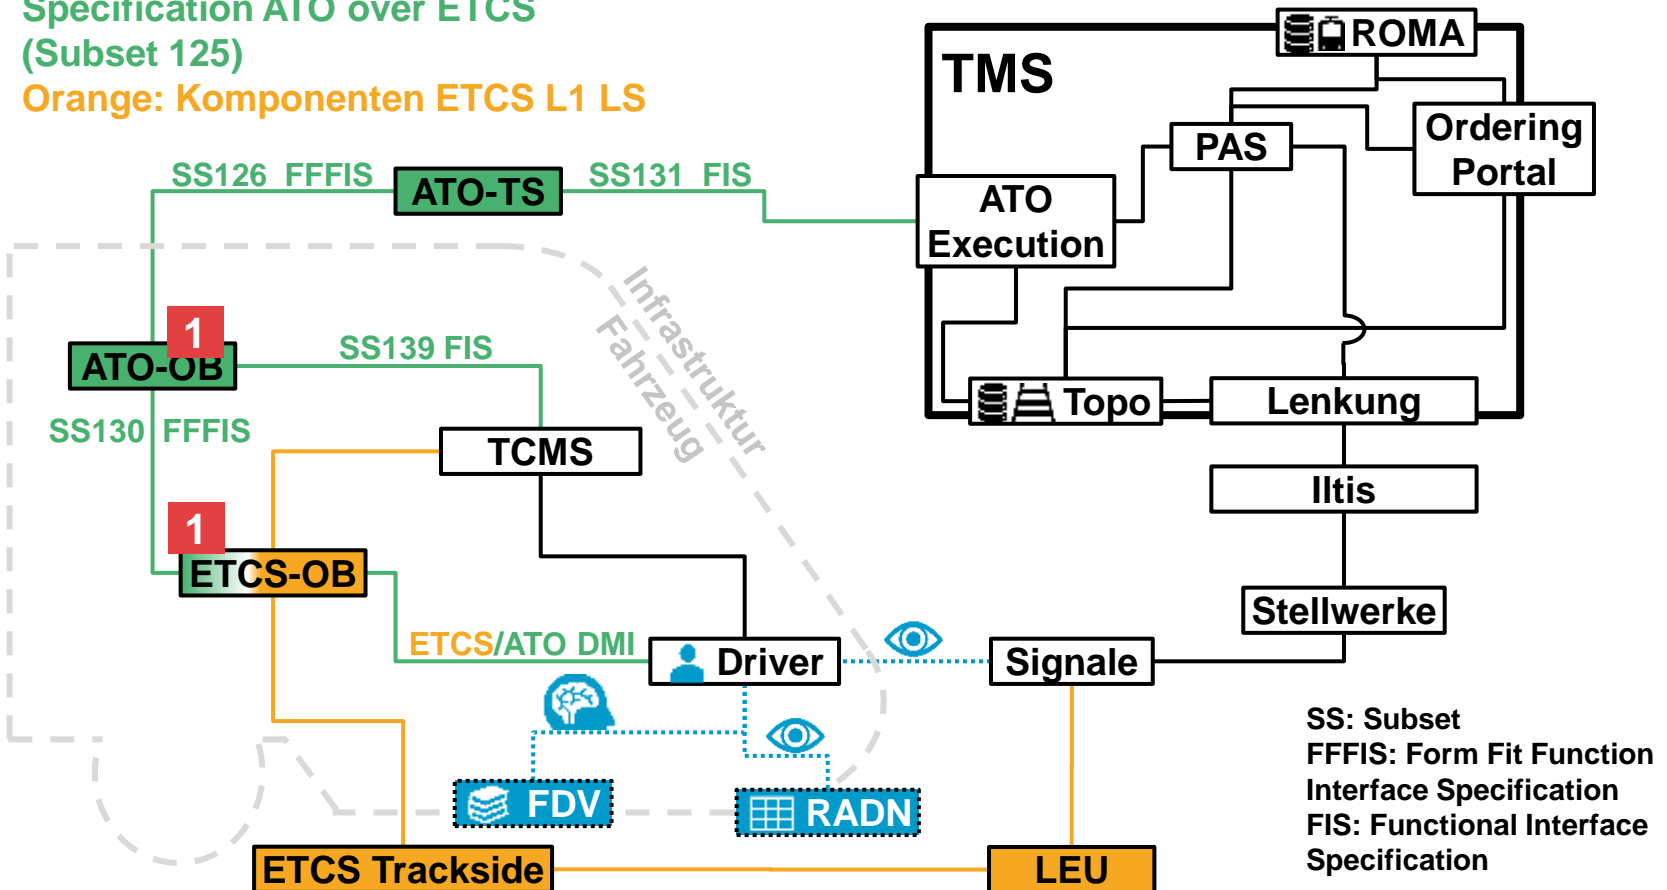 Specification ATO over ETCS
(Subset 125)
Orange: Komponenten ETCS L1 LS
TMS
ROMA
PAS
Ordering
Portal
SS126 FFFIS
ATO-TS
SS131 FIS
ATO
Execution
Infrastruktur
Fahrzeug
1
ATO-OB
SS139 FIS
SS130 FFFIS
TCMS
Topo
Lenkung
Iltis
1
ETCS-OB
Stellwerke
ETCS/ATO DMI
Driver
Signale
FDV
RADN
ETCS Trackside
LEU
SS: Subset
FFFIS: Form Fit Function
Interface Specification
FIS: Functional Interface
Specification